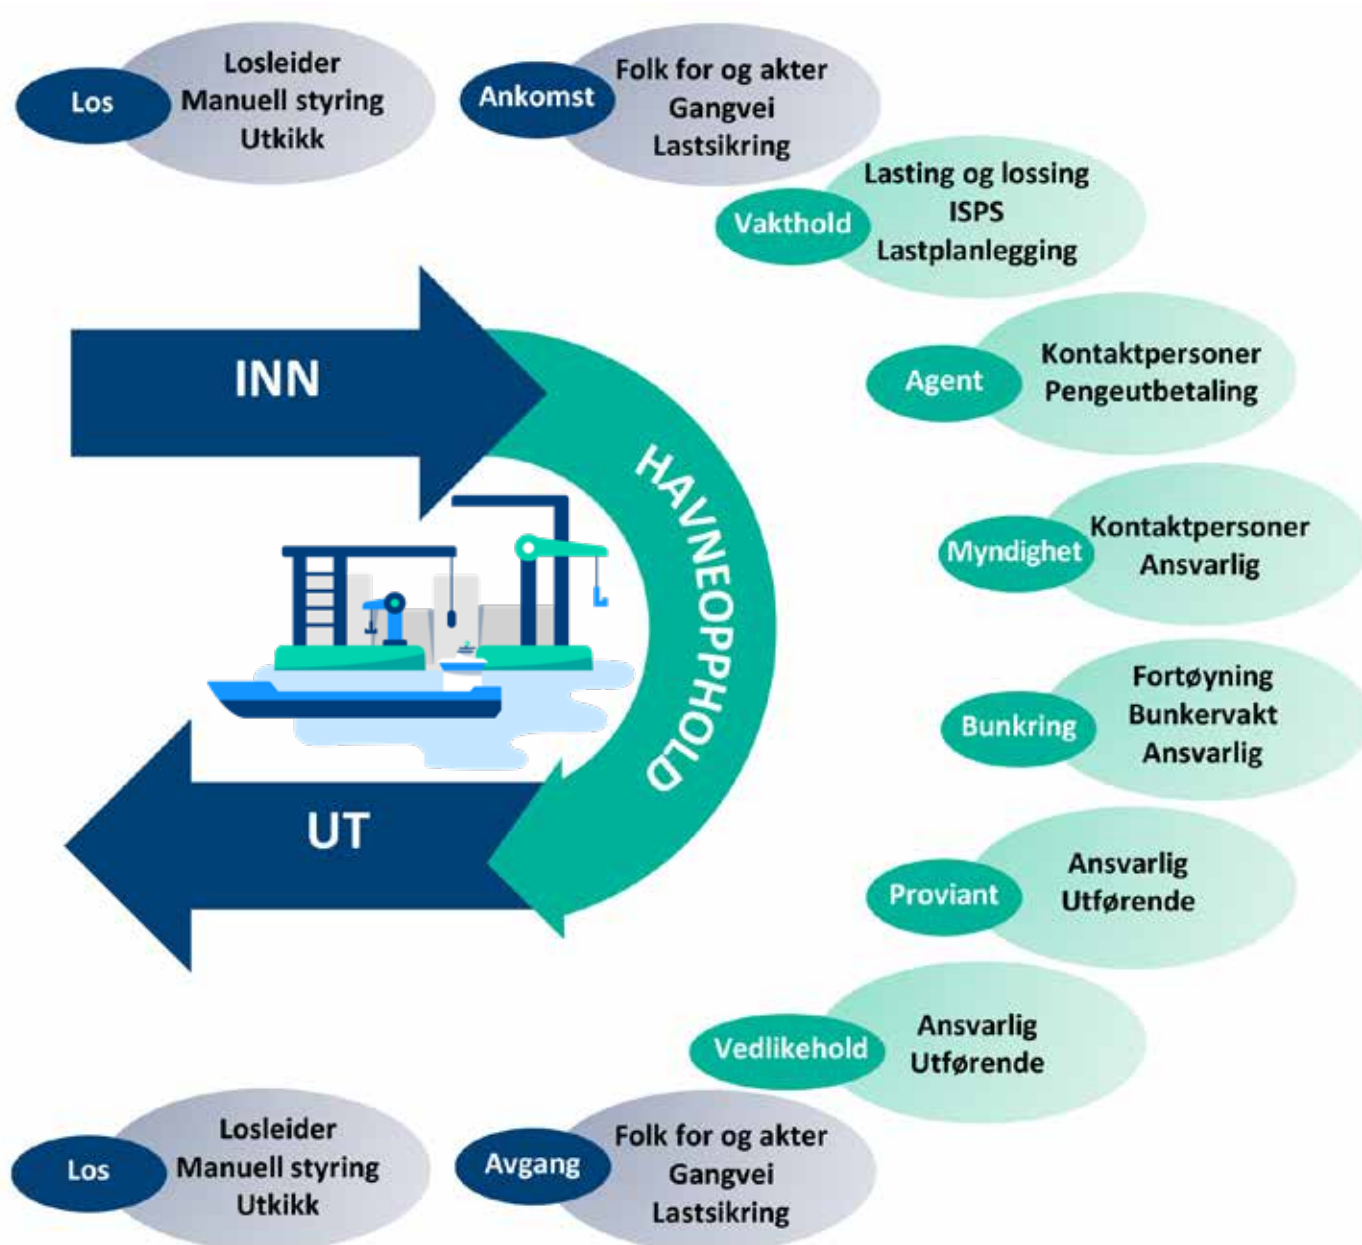 Los
Losleider
Manuell styring
Utkikk
Ankomst
Folk for og akter
Gangvei
Lastsikring
Vakthold
Lasting og lossing
ISPS
Lastplanlegging
INN
HAVNEOPPHOLD
Agent
Kontaktpersoner
Pengeutbetaling
Myndighet
Kontaktpersoner
Ansvarlig
Bunkring
Fortøyning
Bunkervakt
Ansvarlig
UT
Proviant
Ansvarlig
Utførende
Vedlikehold
Ansvarlig
Utførende
Los
Losleider
Manuell styring
Utkikk
Avgang
Folk for og akter
Gangvei
Lastsikring